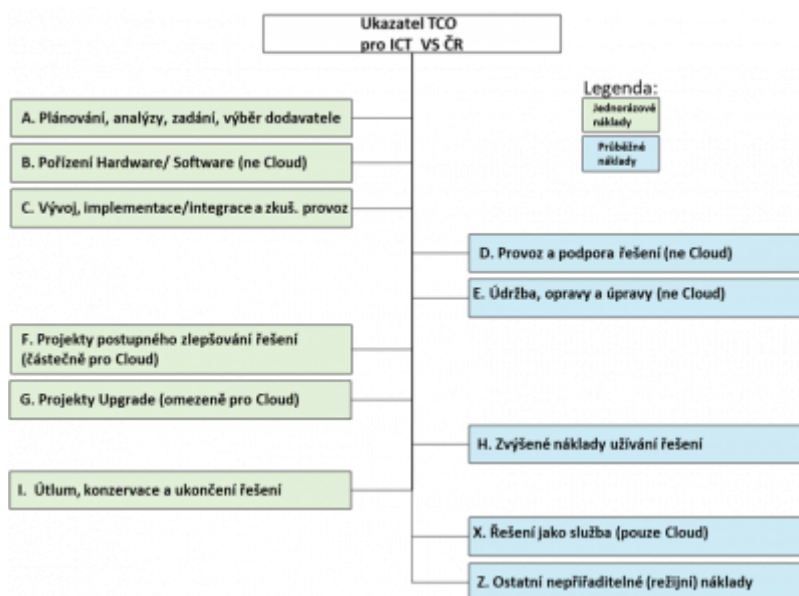 Ukazatel TCO
pro ICT VS ČR
Legenda:
Jednorázové
náklady
Průběžné
náklady
A. Plánování, analýzy, zadání, výběr dodavatele
B. Pořízení Hardware/ Software (ne Cloud)
C. Vývoj, implementace/integrace a zkuš. provoz
D. Provoz a podpora řešení (ne Cloud)
E. Údržba, opravy a úpravy (ne Cloud)
F. Projekty postupného zlepšování řešení
(částečně pro Cloud)
G. Projekty Upgrade (omezeně pro Cloud)
H. Zvýšené náklady užívání řešení
I. Útlum, konzervace a ukončení řešení
X. Řešení jako služba (pouze Cloud)
Z. Ostatní nepřiřaditelné (režijní) náklady